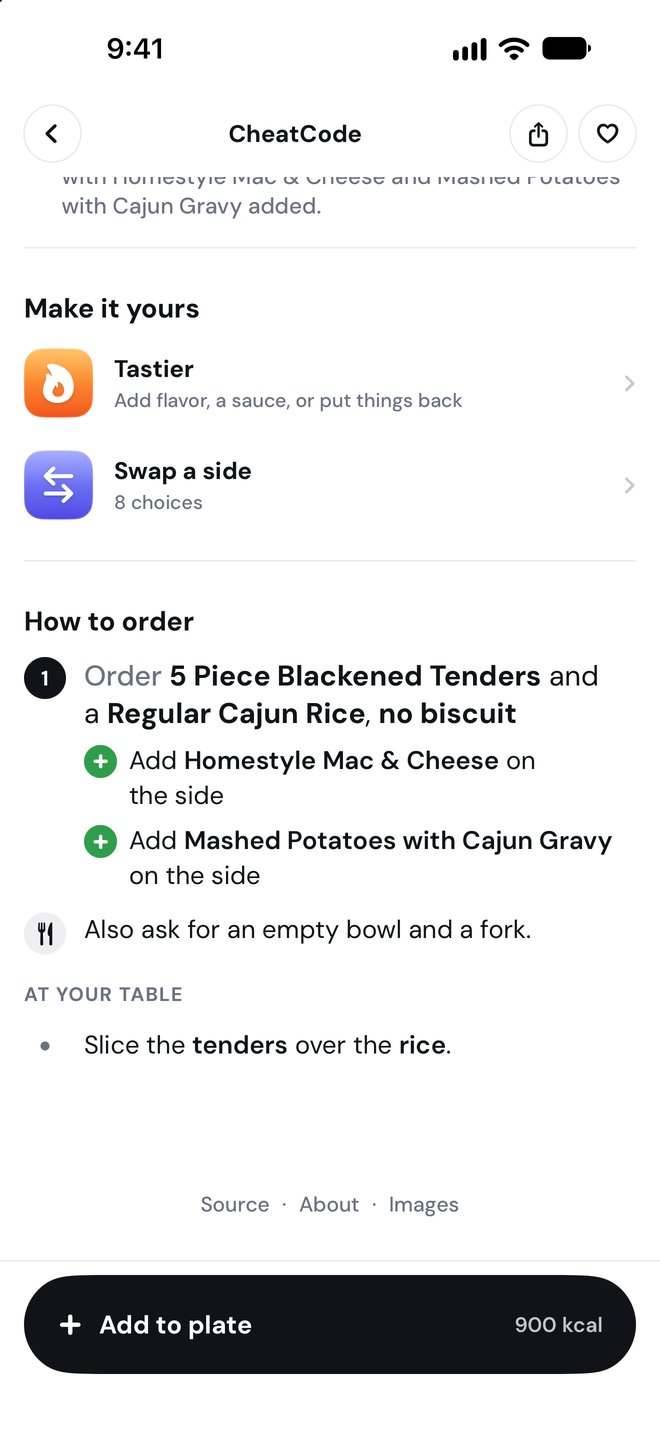 9:41
CheatCode
with Homestyle Mac & Cheese and Mashed Potatoes
with Cajun Gravy added.
Make it yours
Tastier
Add flavor, a sauce, or put things back
Swap a side
8 choices
How to order
1 Order 5 Piece Blackened Tenders and
a Regular Cajun Rice, no biscuit
Add Homestyle Mac & Cheese on
the side
Add Mashed Potatoes with Cajun Gravy
on the side
Also ask for an empty bowl and a fork.
AT YOUR TABLE
• Slice the tenders over the rice.
Source · About · Images
+ Add to plate 900 kcal